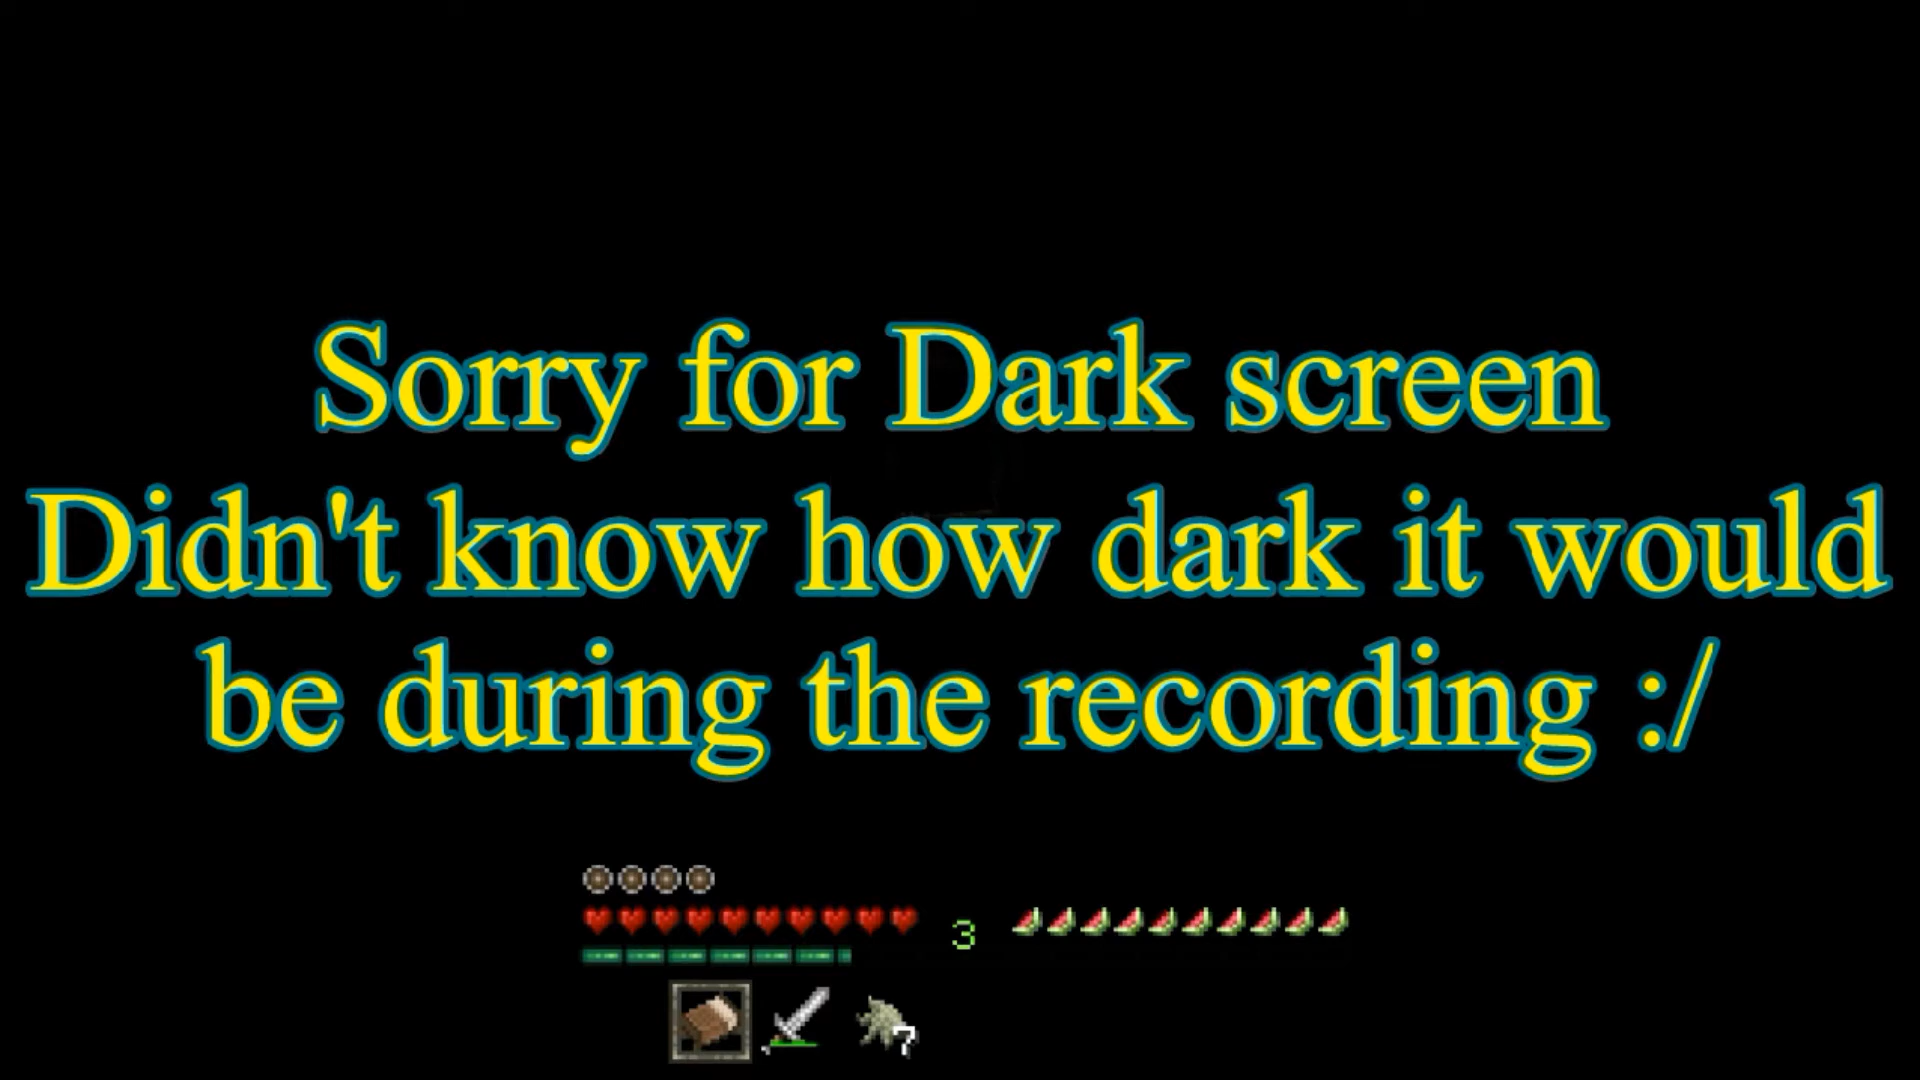 Sorry for Dark screen
Didn't know how dark it would
be during the recording :/
3
7